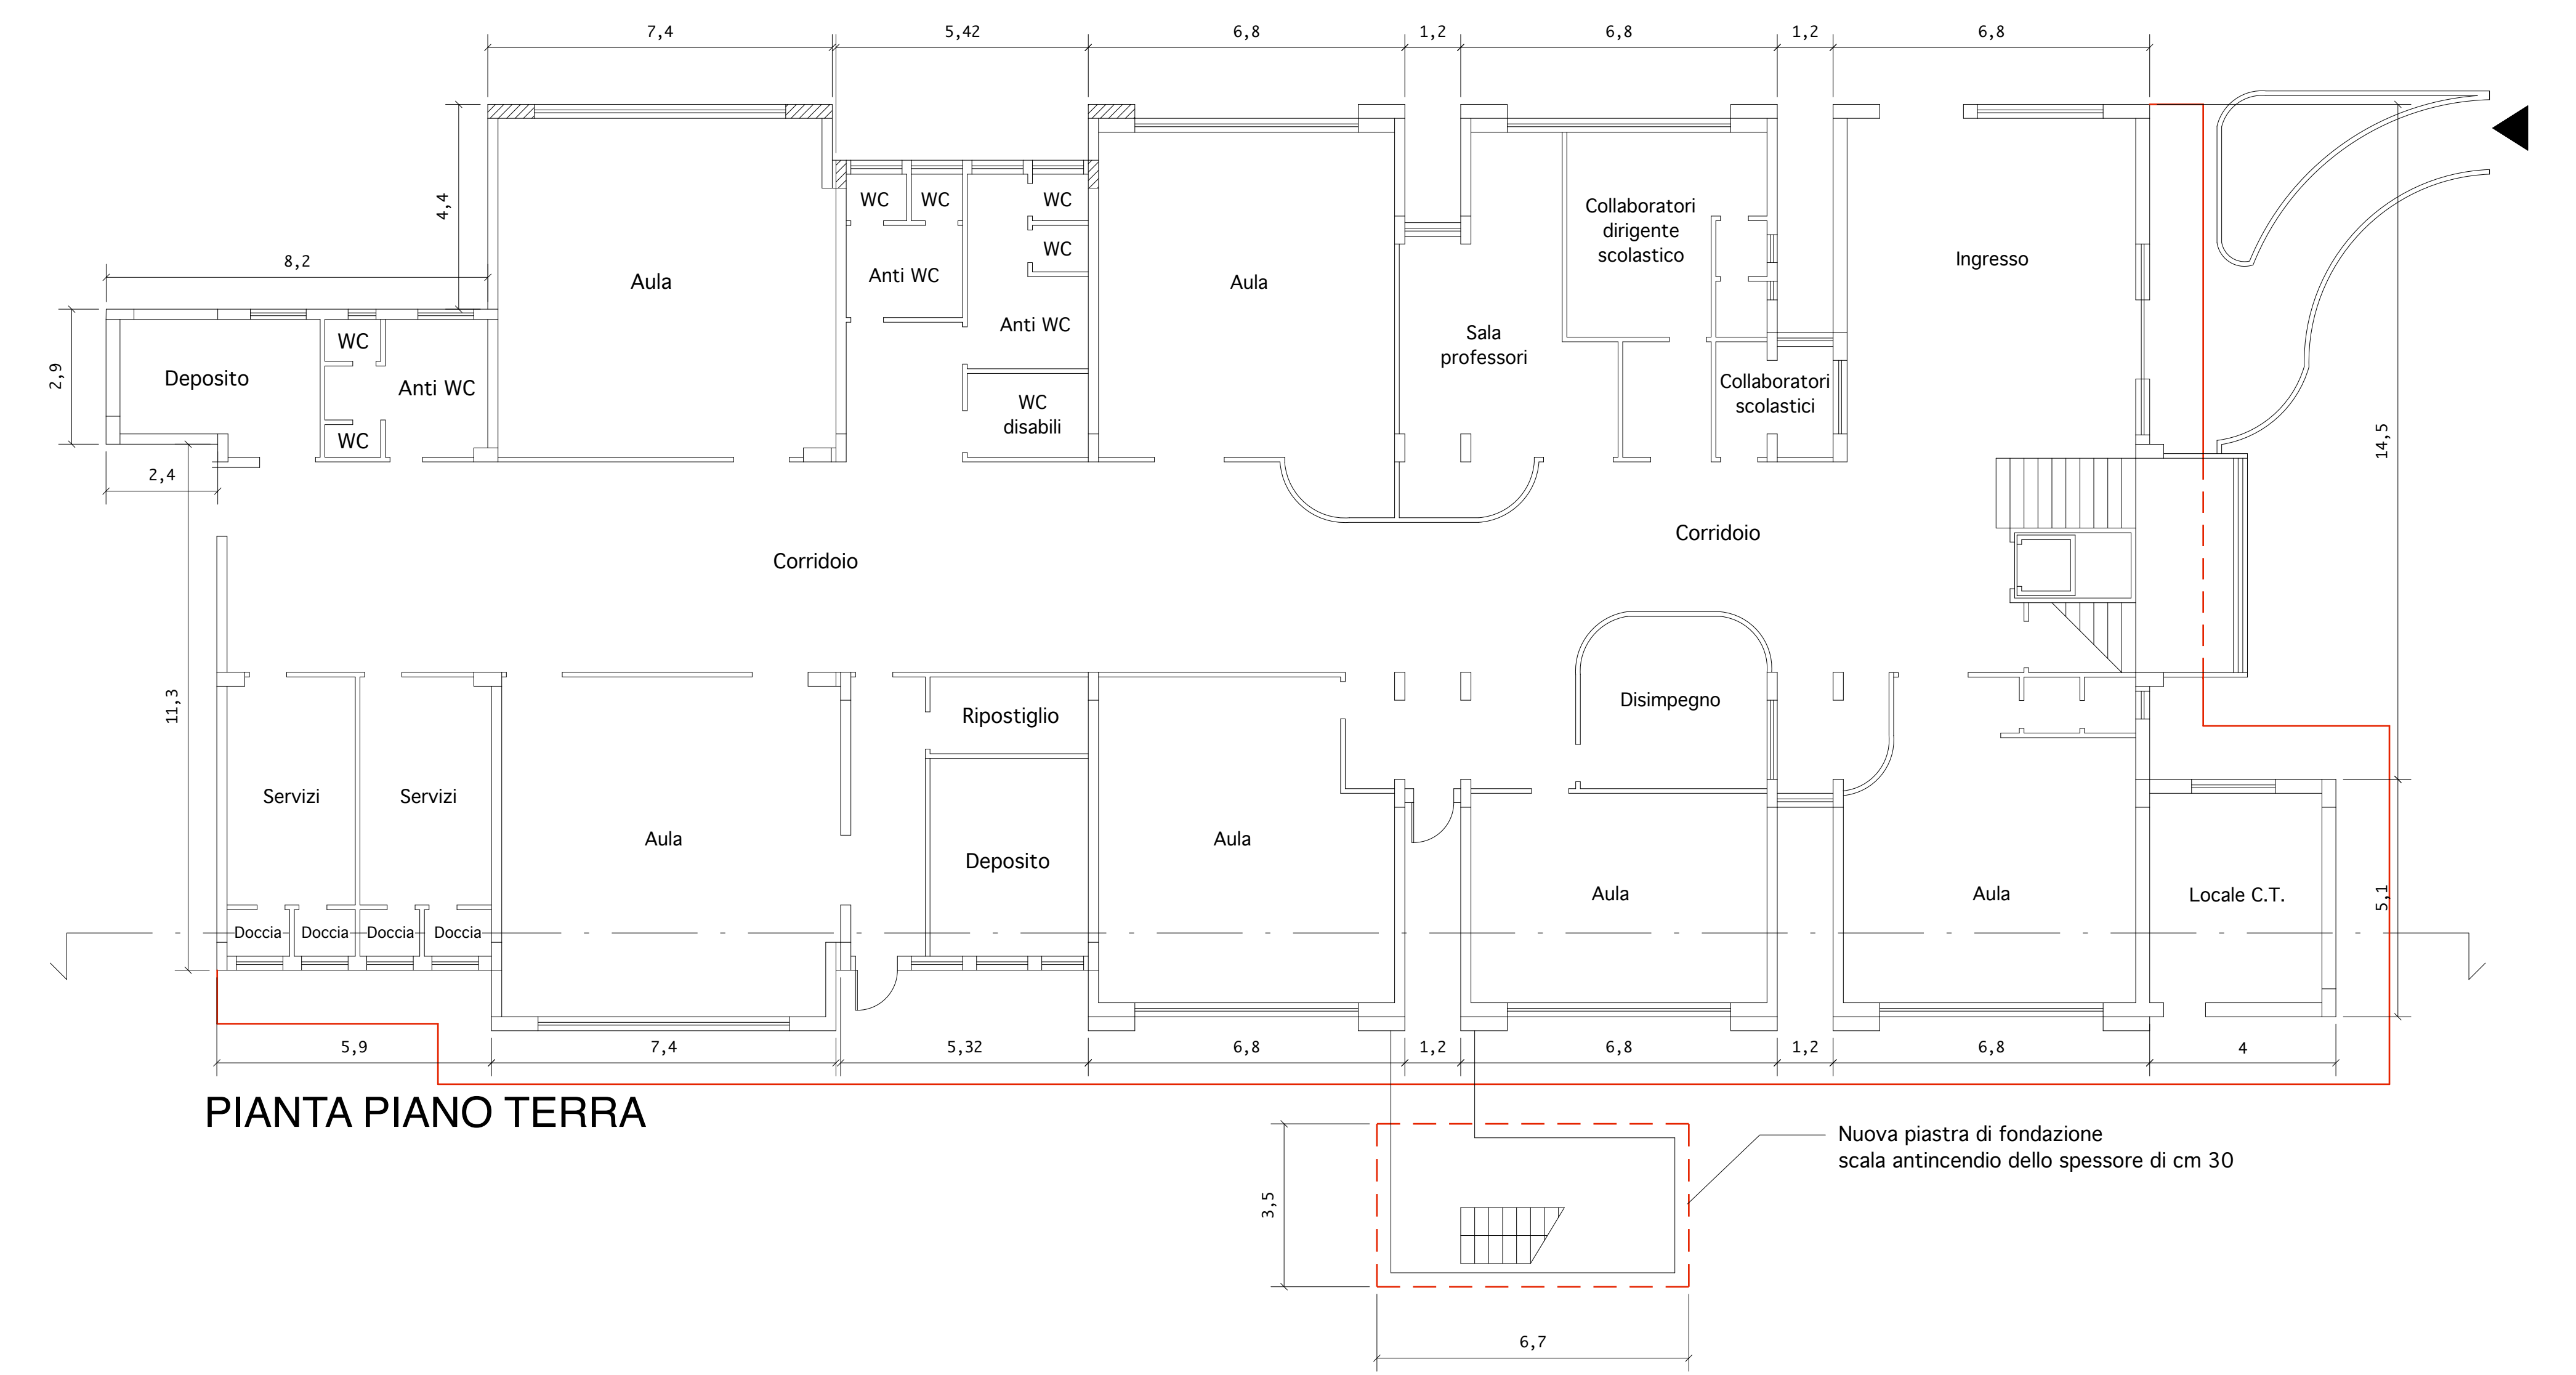 7,4
5,42
6,8
1,2
6,8
1,2
6,8
4,4
WC
WC
WC
Collaboratori
dirigente
scolastico
WC
Ingresso
8,2
Aula
Anti WC
Aula
Anti WC
Sala
professori
WC
2,9
Deposito
Anti WC
Collaboratori
scolastici
WC
disabili
WC
14,5
2,4
Corridoio
Corridoio
11,3
Ripostiglio
Disimpegno
Servizi
Servizi
Aula
Deposito
Aula
Aula
Aula
Locale C.T.
5,1
Doccia
Doccia
Doccia
Doccia
5,9
7,4
5,32
6,8
1,2
6,8
1,2
6,8
4
PIANTA PIANO TERRA
Nuova piastra di fondazione
scala antincendio dello spessore di cm 30
3,5
6,7